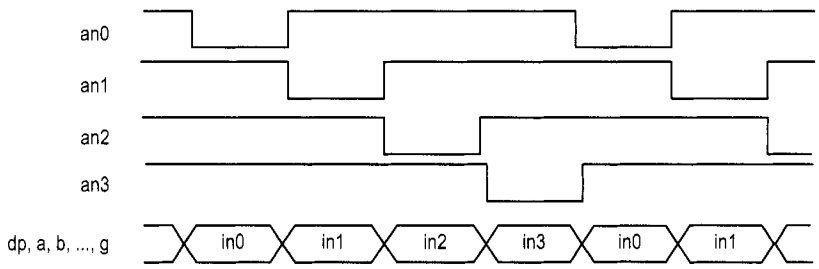 an0
an1
an2
an3
dp, a, b, ..., g in0 in1 in2 in3 in0 in1